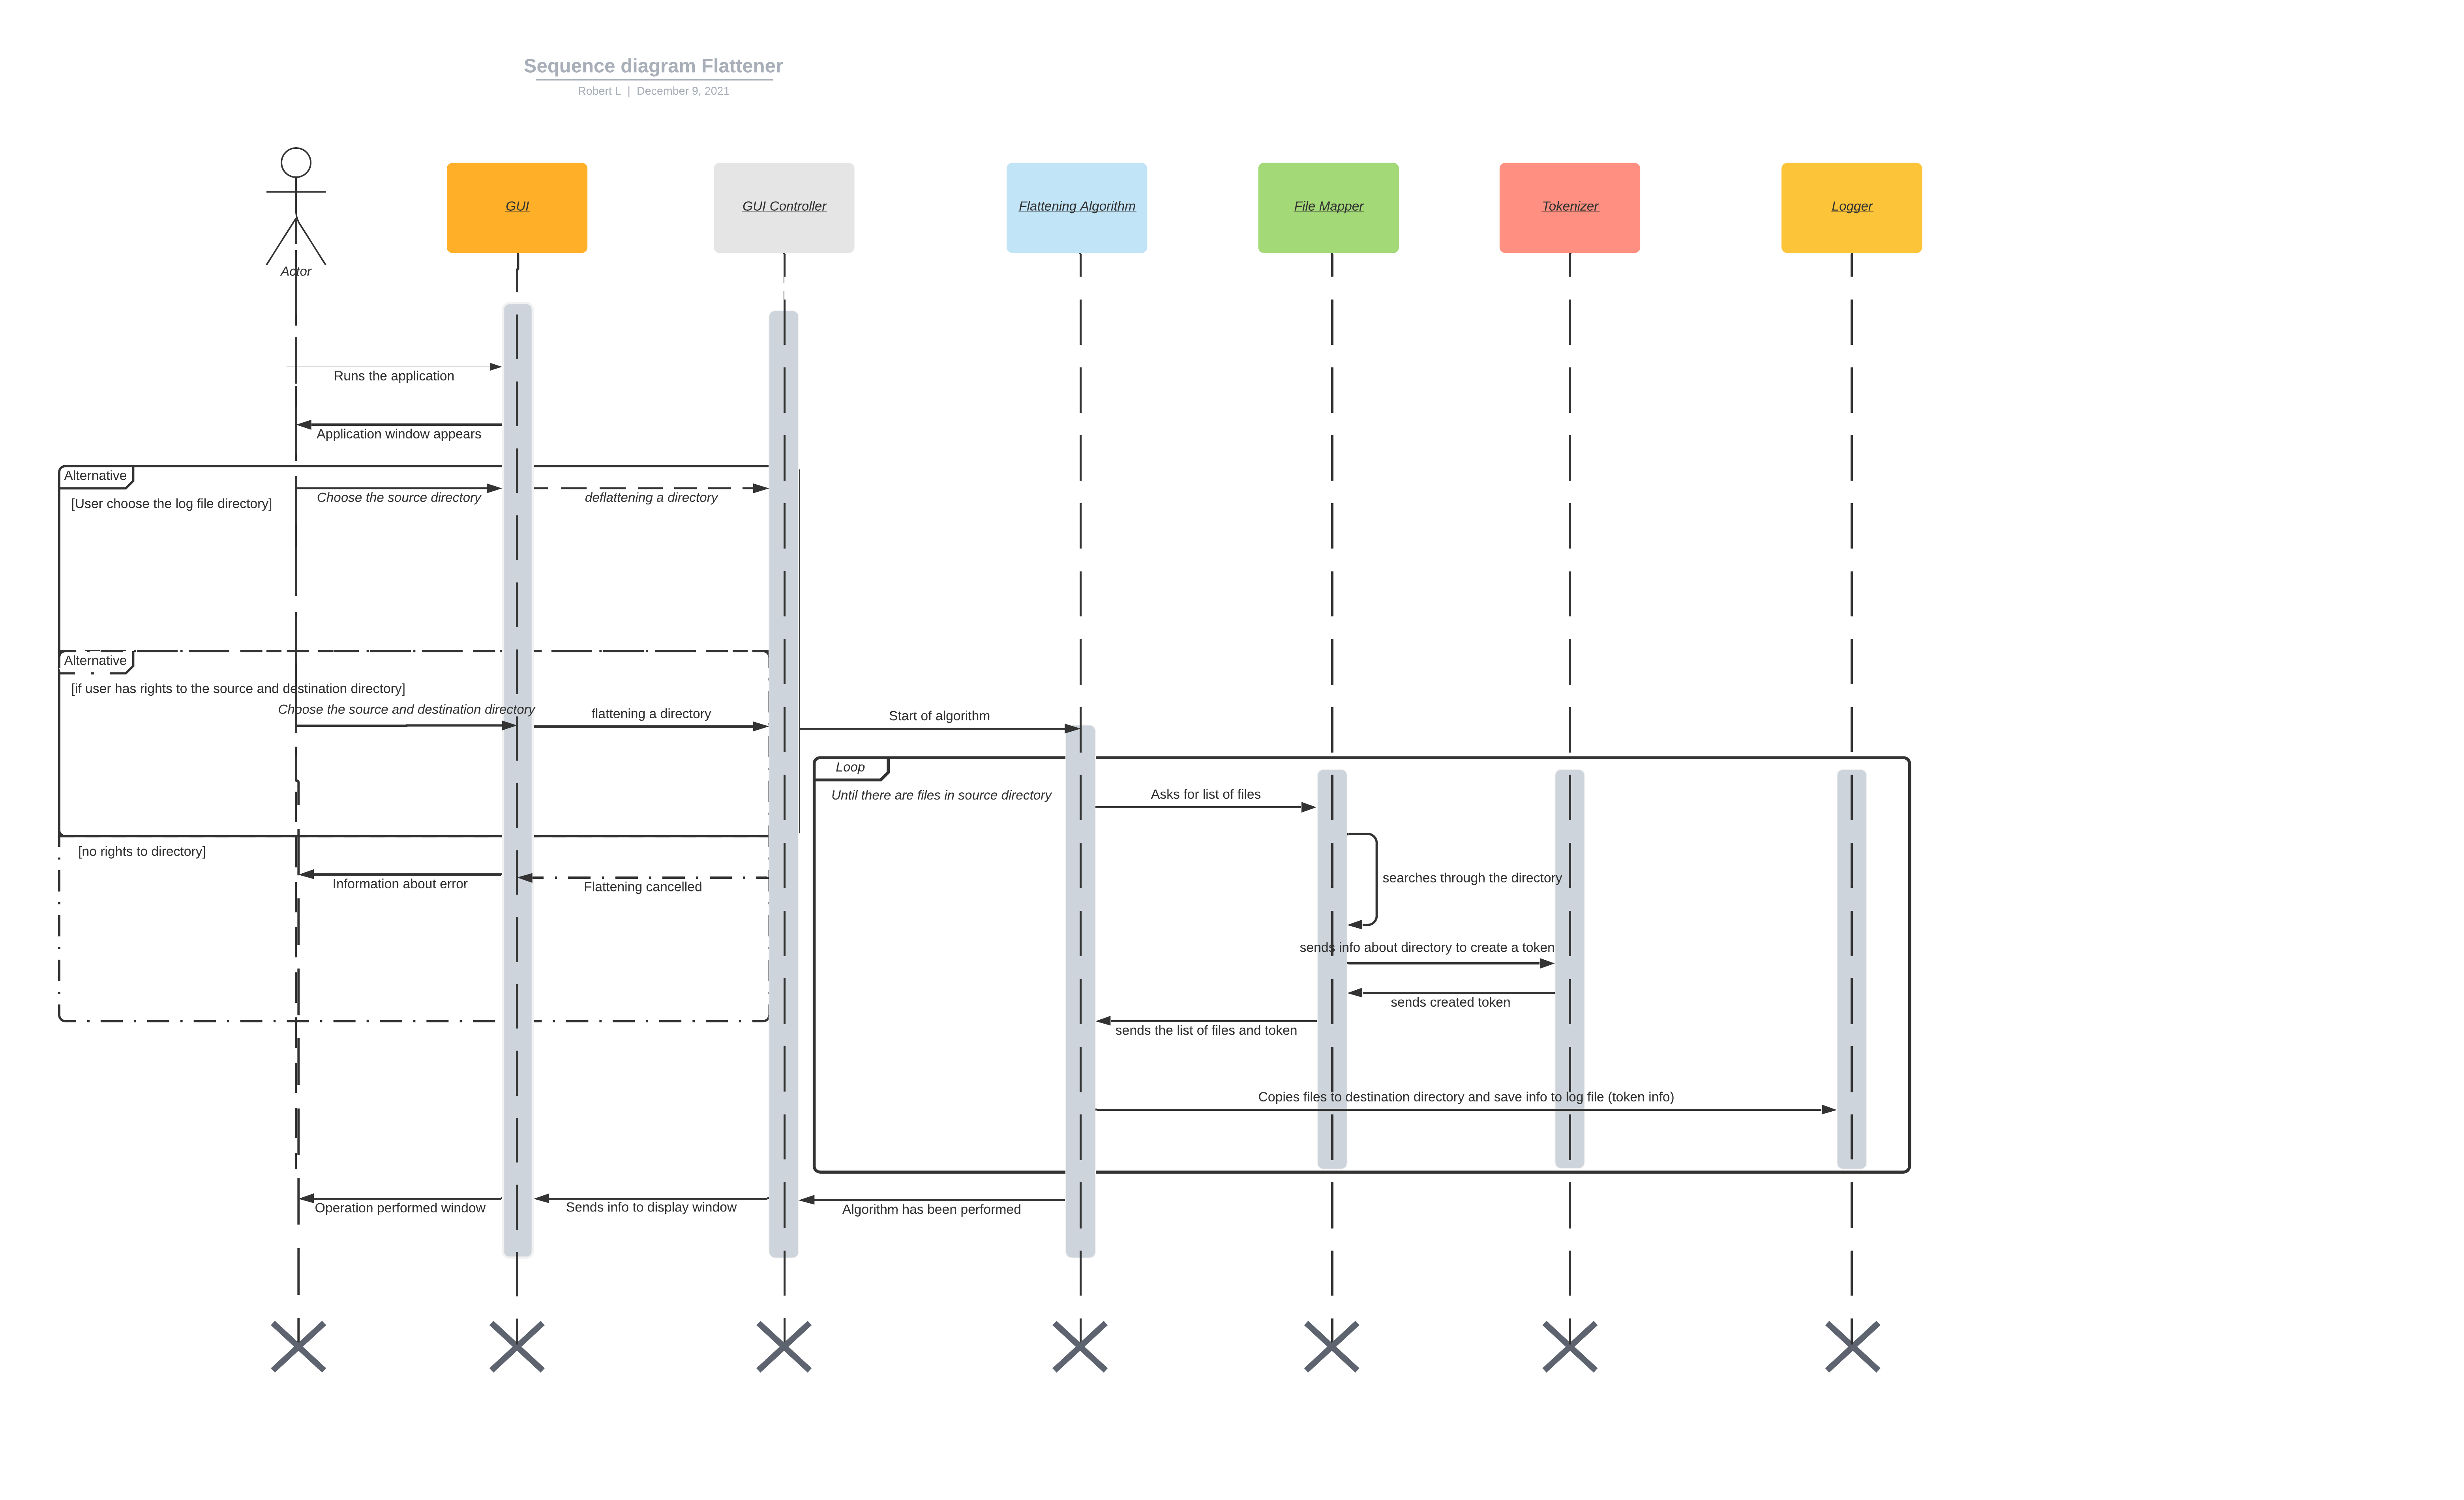 Sequence diagram Flattener
Robert L | December 9, 2021
Actor
GUI
GUI Controller
Flattening Algorithm
File Mapper
Tokenizer
Logger
Runs the application
Application window appears
Alternative
[User choose the log file directory]
Choose the source directory
deflattening a directory
Alternative
[if user has rights to the source and destination directory]
Choose the source and destination directory
flattening a directory
Start of algorithm
Loop
Until there are files in source directory
Asks for list of files
[no rights to directory]
Information about error
Flattening cancelled
searches through the directory
sends info about directory to create a token
sends created token
sends the list of files and token
Copies files to destination directory and save info to log file (token info)
Operation performed window
Sends info to display window
Algorithm has been performed